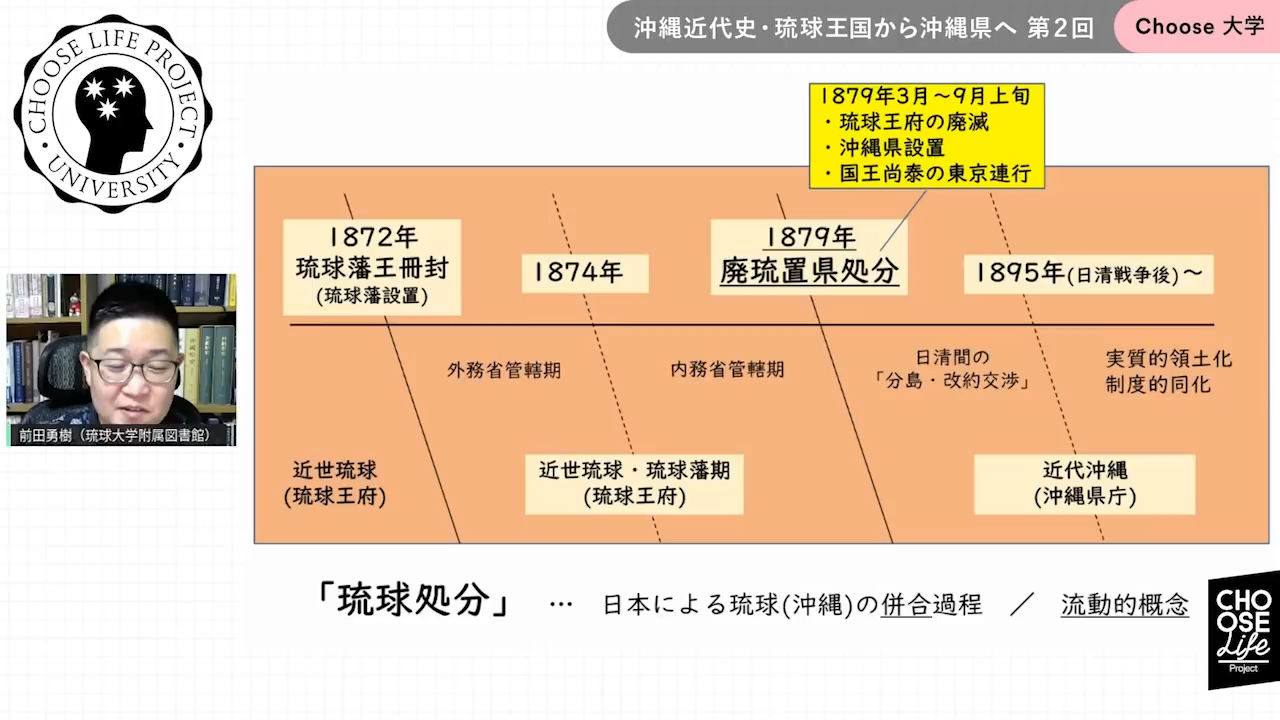 CHOOSE LIFE PROJECT
・UNIVERSITY・
沖縄近代史・琉球王国から沖縄県へ 第2回
Choose 大学
1879年3月〜9月上旬
・琉球王府の廃滅
・沖縄県設置
・国王尚泰の東京連行
1872年
琉球藩王冊封
(琉球藩設置)
1874年
1879年
廃琉置県処分
1895年(日清戦争後)〜
外務省管轄期
内務省管轄期
日清間の
「分島・改約交渉」
実質的領土化
制度的同化
近世琉球
(琉球王府)
近世琉球・琉球藩期
(琉球王府)
近代沖縄
(沖縄県庁)
前田勇樹（琉球大学附属図書館）
「琉球処分」 … 日本による琉球(沖縄)の併合過程 ／ 流動的概念
CHO
OSE
Life
Project